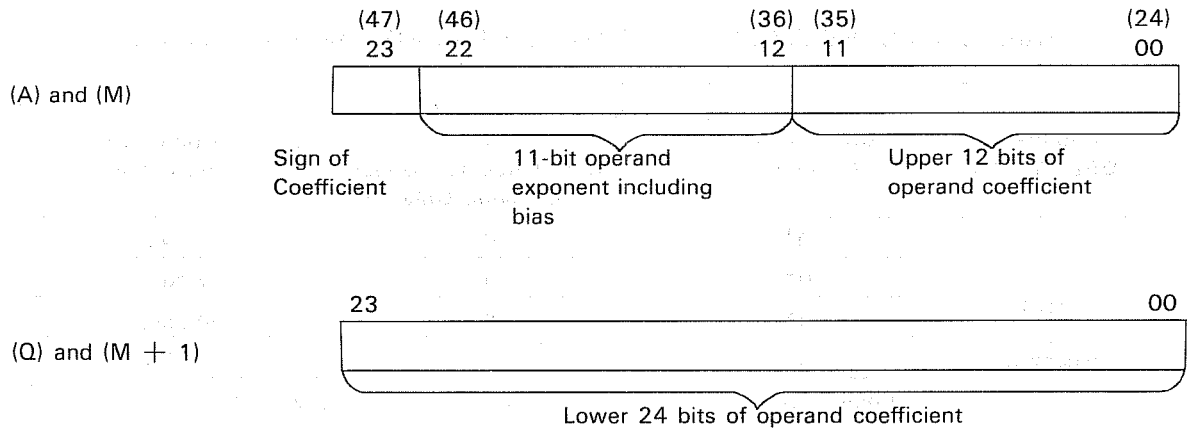 (47) (46) (36) (35) (24)
23 22 12 11 00
(A) and (M)
Sign of
Coefficient
11-bit operand
exponent including
bias
Upper 12 bits of
operand coefficient
23 00
(Q) and (M + 1)
Lower 24 bits of operand coefficient